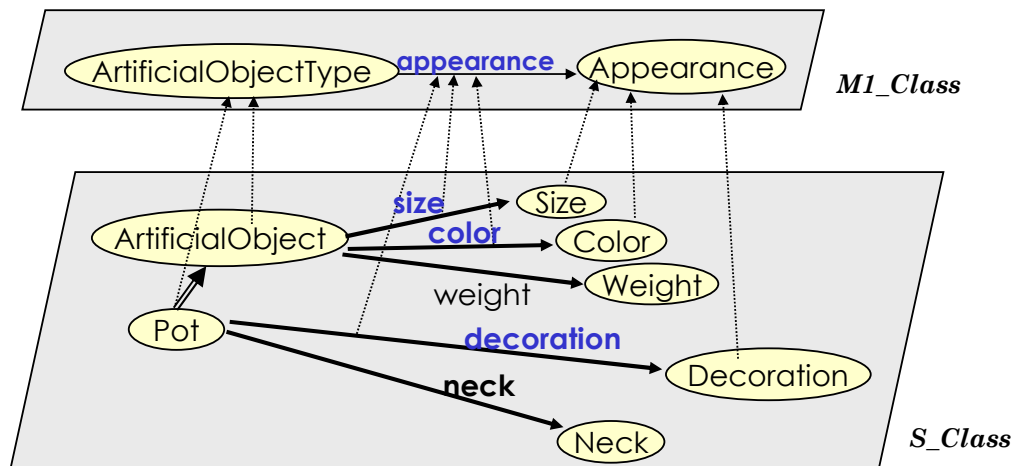 appearance
ArtificialObjectType
Appearance
M1_Class
size
Size
ArtificialObject
color
Color
weight
Weight
Pot
decoration
Decoration
neck
Neck
S_Class